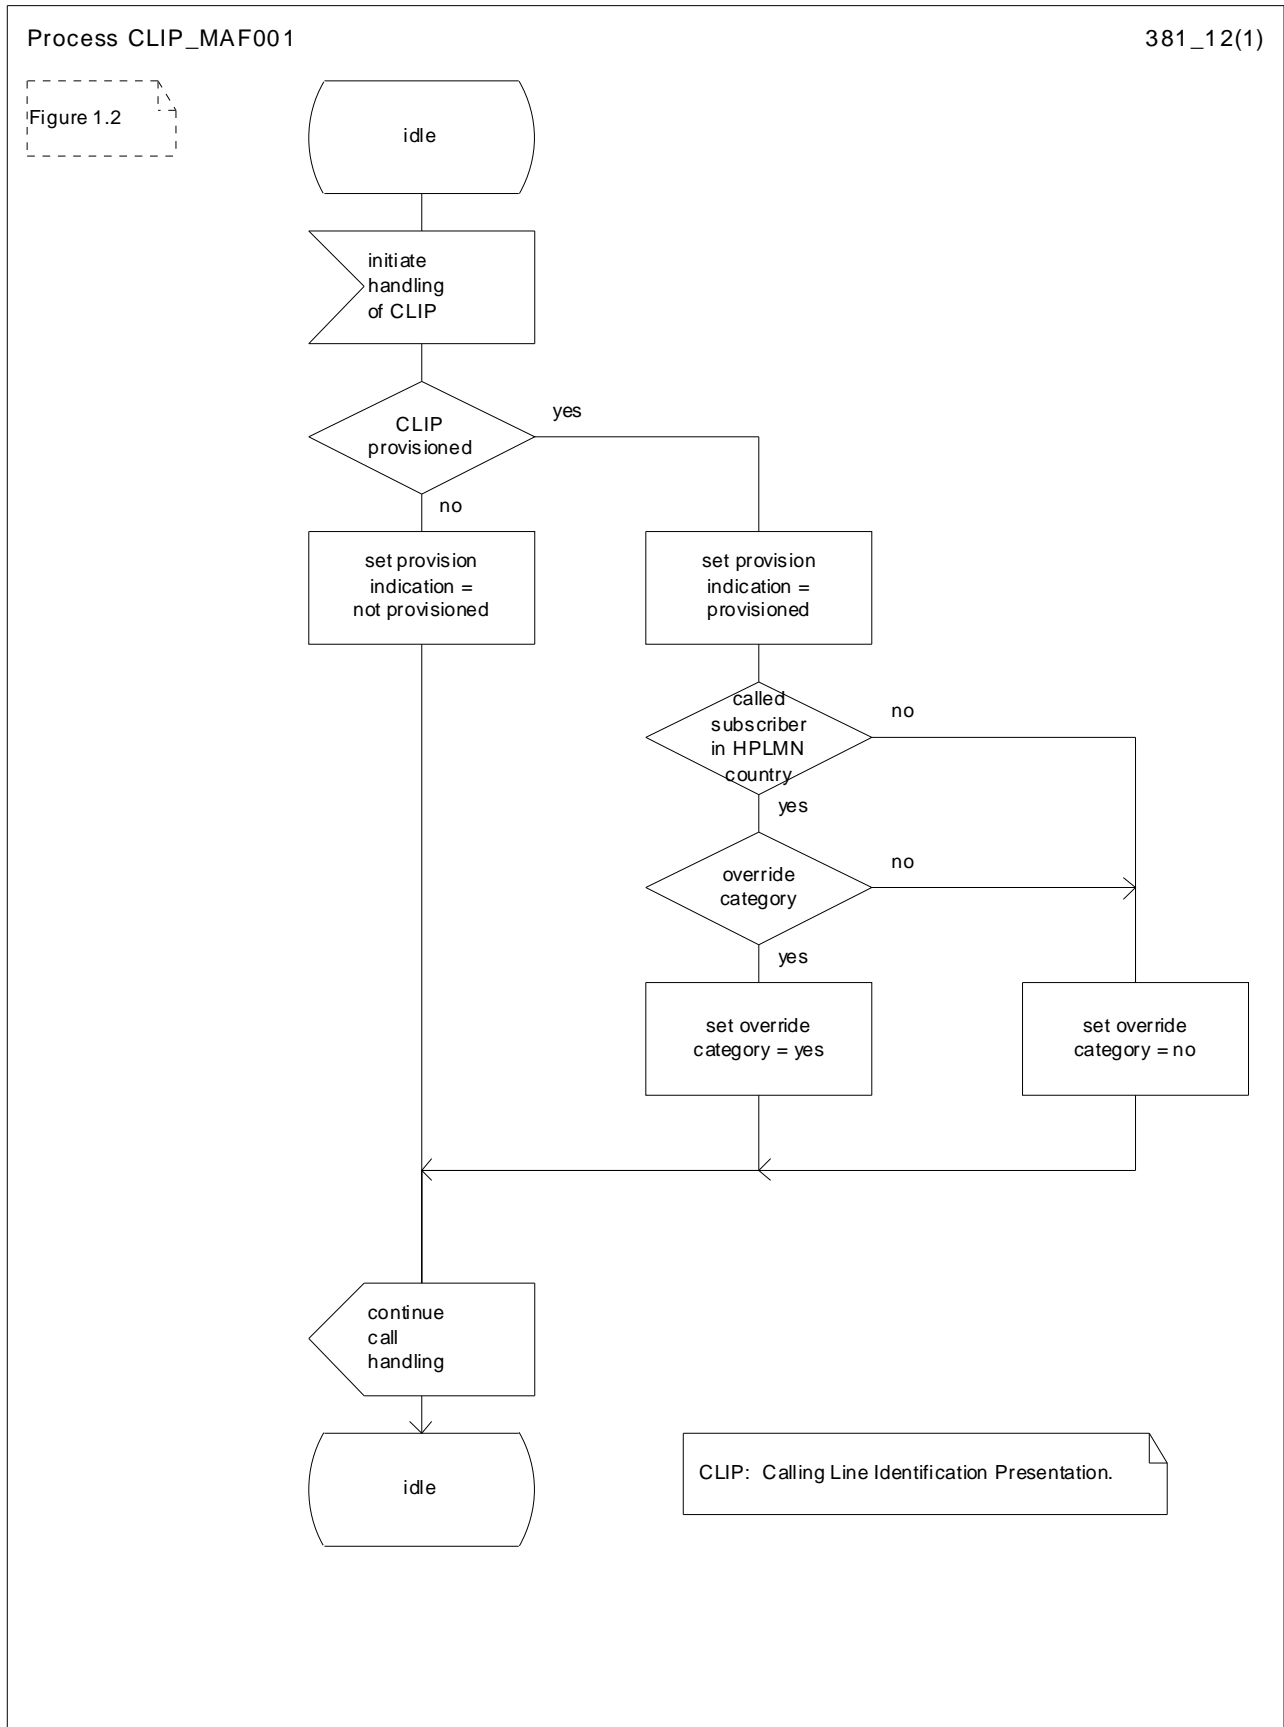 Process CLIP_MAF001
381_12(1)
Figure 1.2
idle
initiate
handling
of CLIP
CLIP
provisioned
yes
no
set provision
indication =
not provisioned
set provision
indication =
provisioned
called
subscriber
in HPLMN
country
no
yes
override
category
no
yes
set override
category = yes
set override
category = no
continue
call
handling
idle
CLIP: Calling Line Identification Presentation.